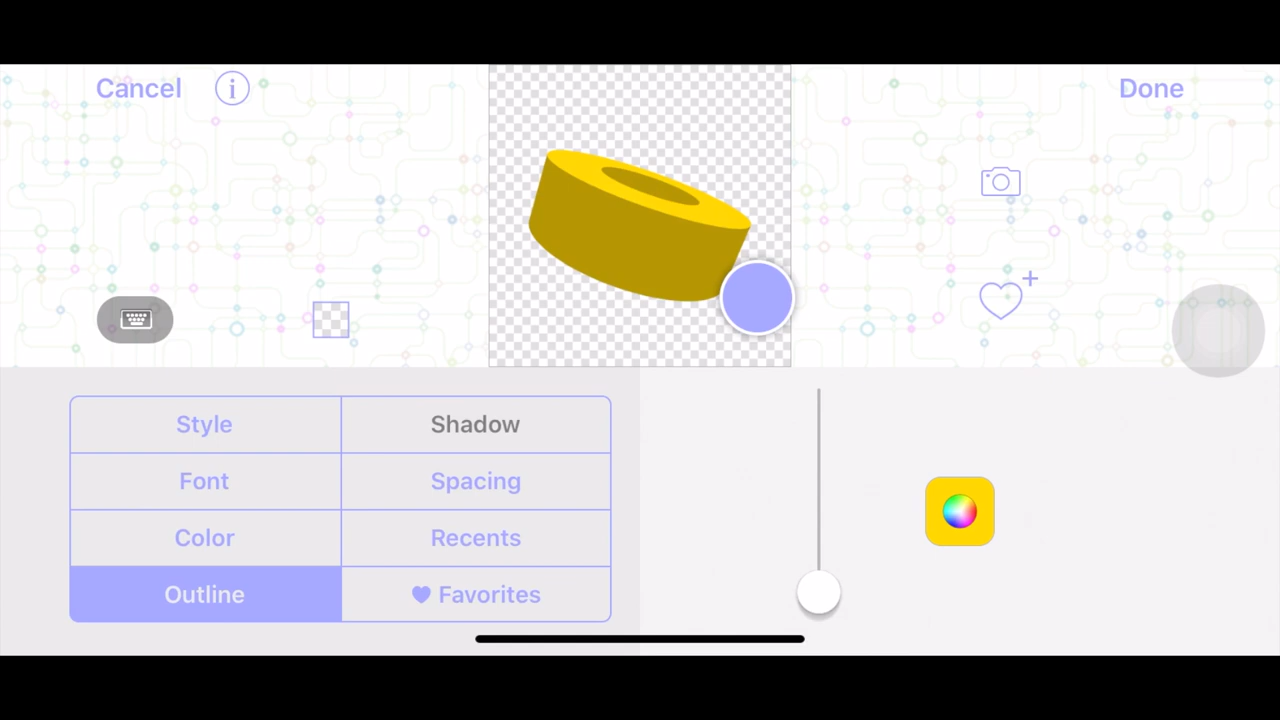 Cancel
Done
Style
Shadow
Font
Spacing
Color
Recents
Outline
Favorites